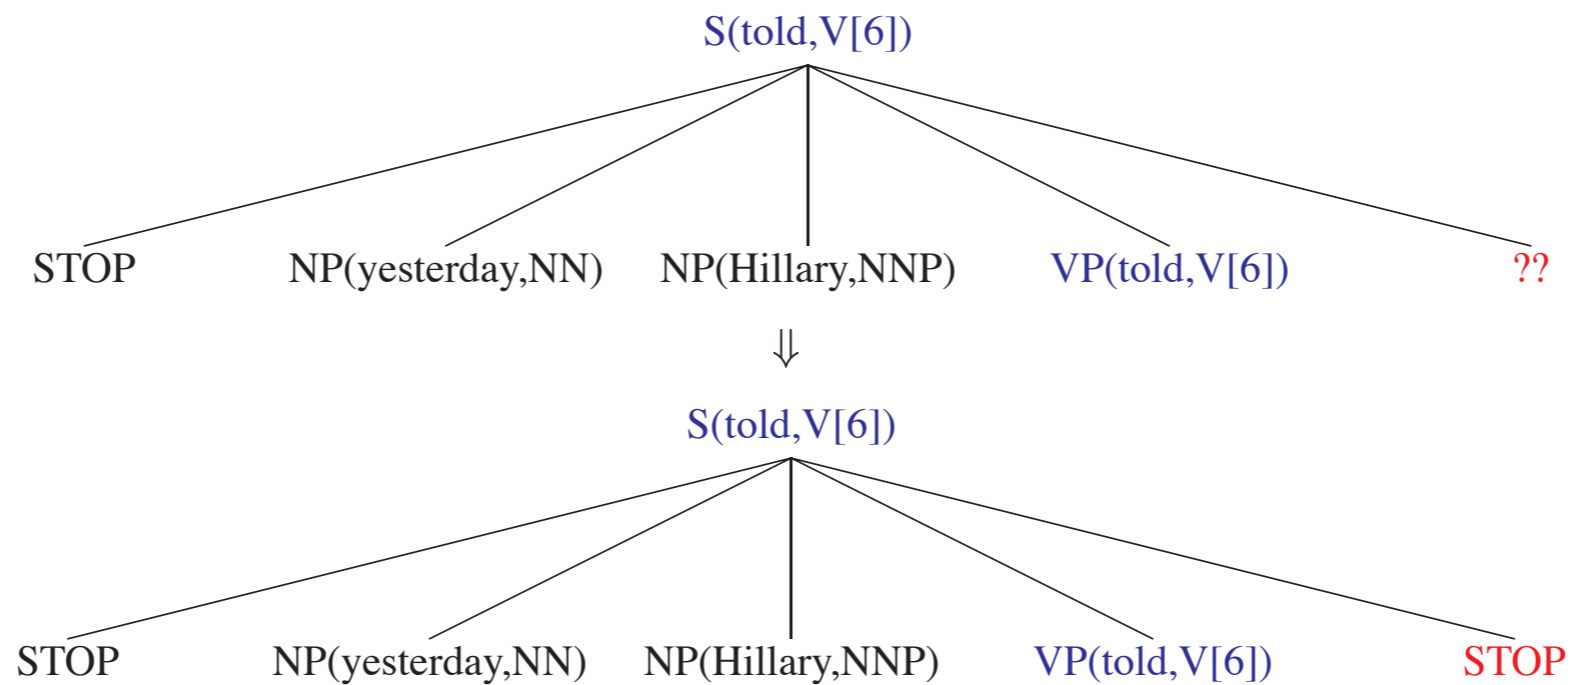 S(told,V[6])
STOP NP(yesterday,NN) NP(Hillary,NNP) VP(told,V[6]) ??
⇓
S(told,V[6])
STOP NP(yesterday,NN) NP(Hillary,NNP) VP(told,V[6]) STOP